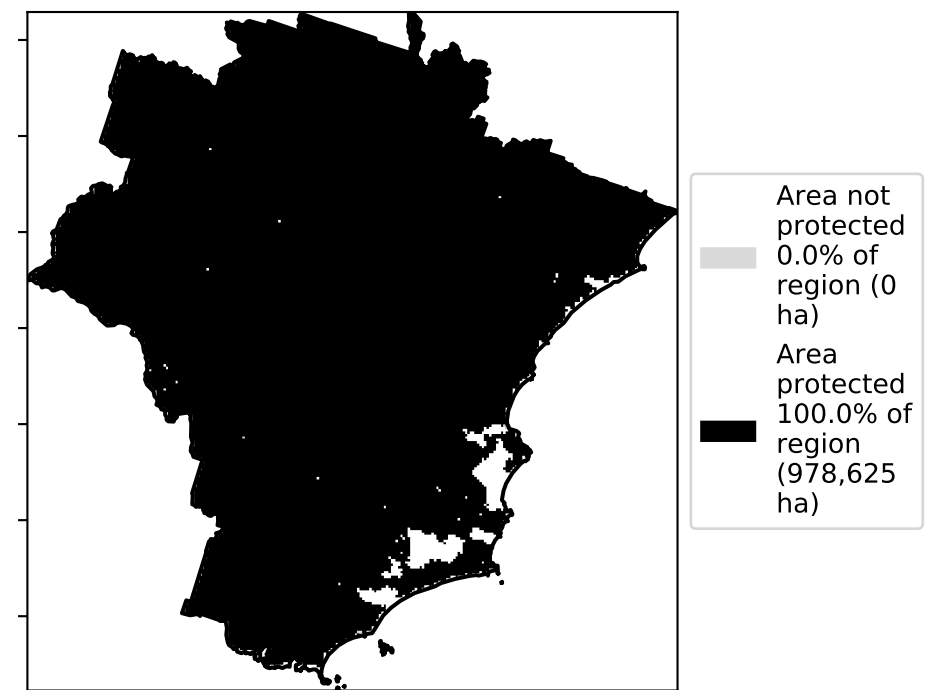 Area not
protected
0.0% of
region (0
ha)
Area
protected
100.0% of
region
(978,625
ha)